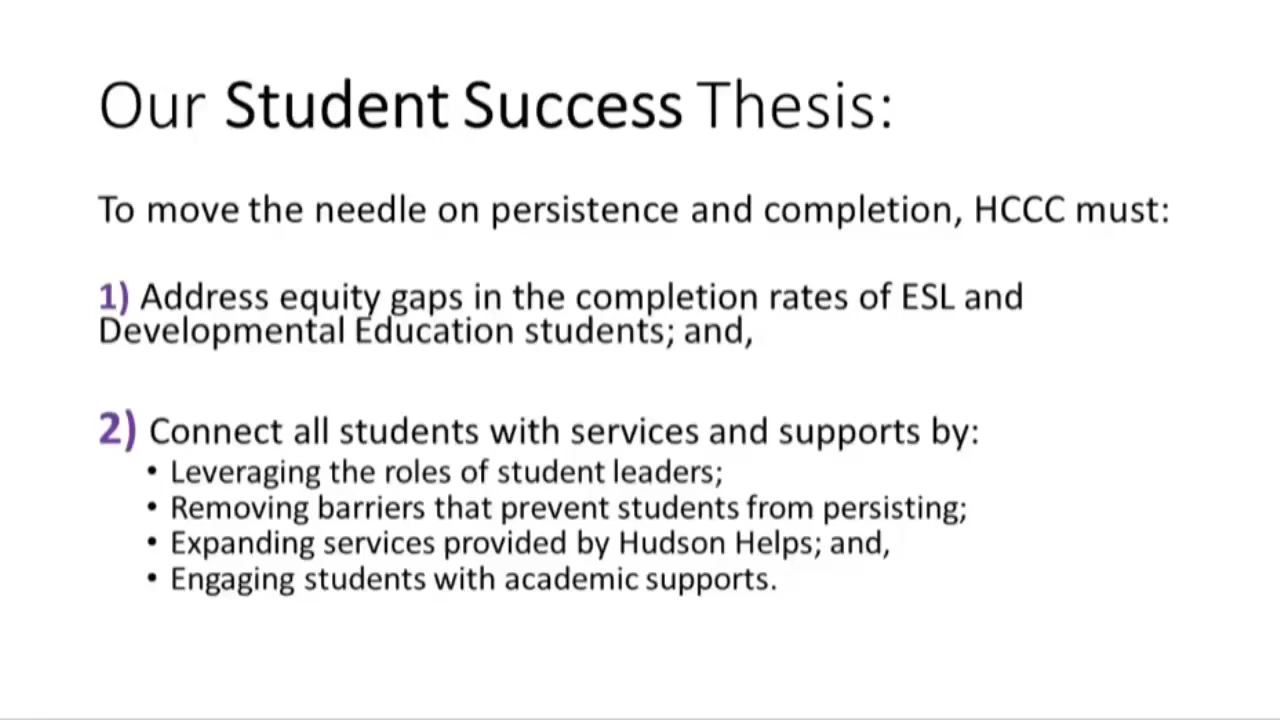 Our Student Success Thesis:
To move the needle on persistence and completion, HCCC must:
1) Address equity gaps in the completion rates of ESL and
Developmental Education students; and,
2) Connect all students with services and supports by:
• Leveraging the roles of student leaders;
• Removing barriers that prevent students from persisting;
• Expanding services provided by Hudson Helps; and,
• Engaging students with academic supports.